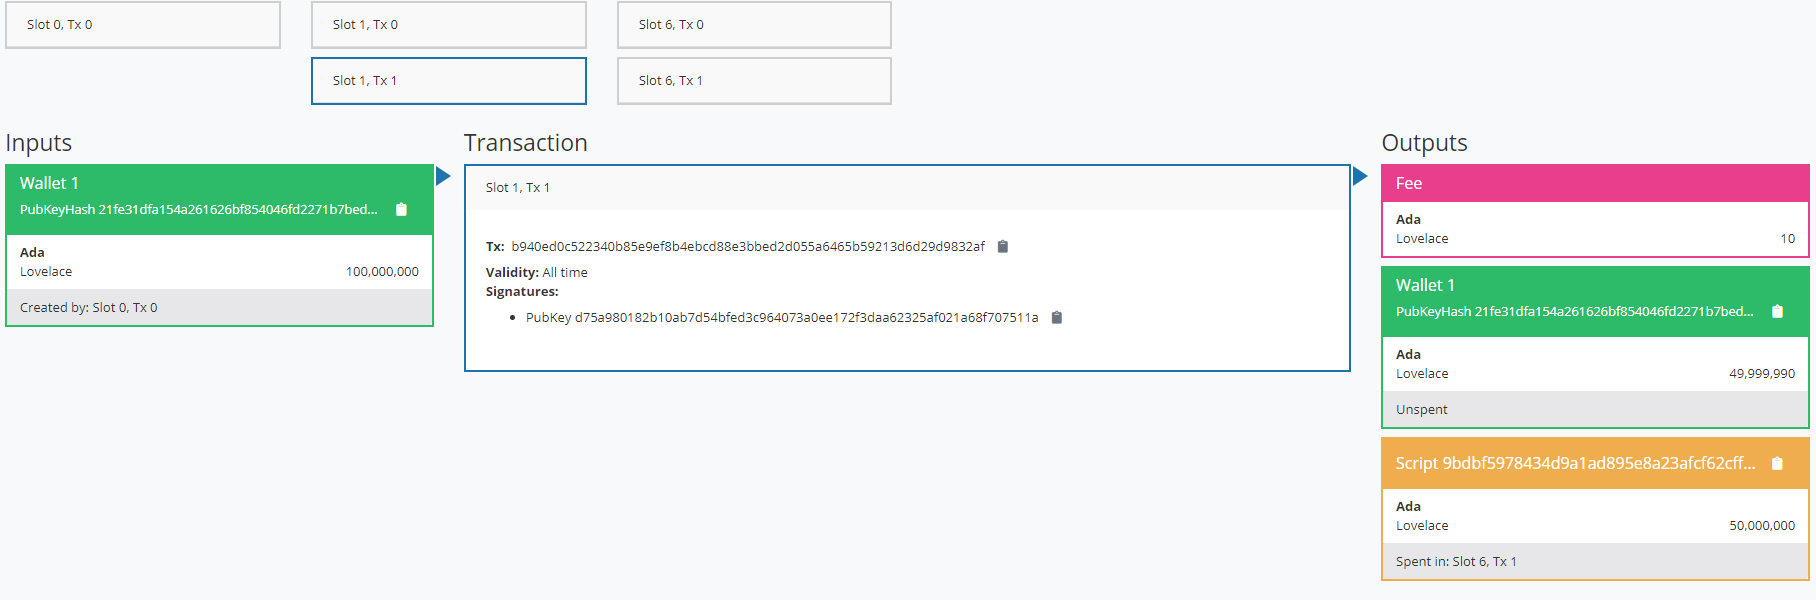 Slot 0, Tx 0
Slot 1, Tx 0
Slot 6, Tx 0
Slot 1, Tx 1
Slot 6, Tx 1
Inputs
Wallet 1
PubKeyHash 21fe31dfa154a261626bf854046fd2271b7bed...
Ada
Lovelace 100,000,000
Created by: Slot 0, Tx 0
Transaction
Slot 1, Tx 1
Tx: b940ed0c522340b85e9ef8b4ebcd88e3bbed2d055a6465b59213d6d29d9832af
Validity: All time
Signatures:
• PubKey d75a980182b10ab7d54bfed3c964073a0ee172f3daa62325af021a68f707511a
Outputs
Fee
Ada
Lovelace 10
Wallet 1
PubKeyHash 21fe31dfa154a261626bf854046fd2271b7bed...
Ada
Lovelace 49,999,990
Unspent
Script 9bdbf5978434d9a1ad895e8a23afcf62cff...
Ada
Lovelace 50,000,000
Spent in: Slot 6, Tx 1